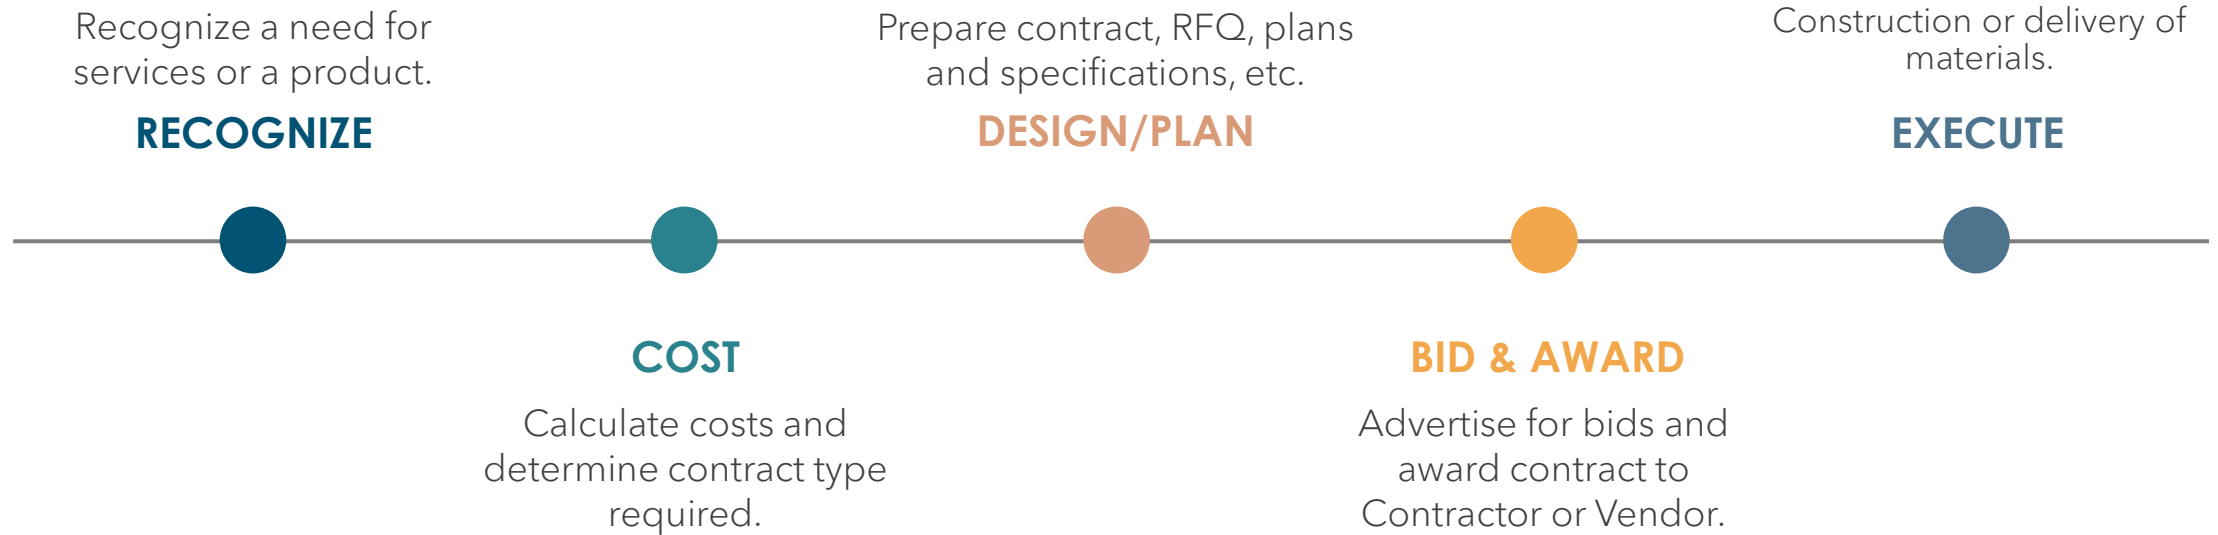 Recognize a need for
services or a product.
RECOGNIZE
COST
Calculate costs and
determine contract type
required.
Prepare contract, RFQ, plans
and specifications, etc.
DESIGN/PLAN
BID & AWARD
Advertise for bids and
award contract to
Contractor or Vendor.
Construction or delivery of
materials.
EXECUTE